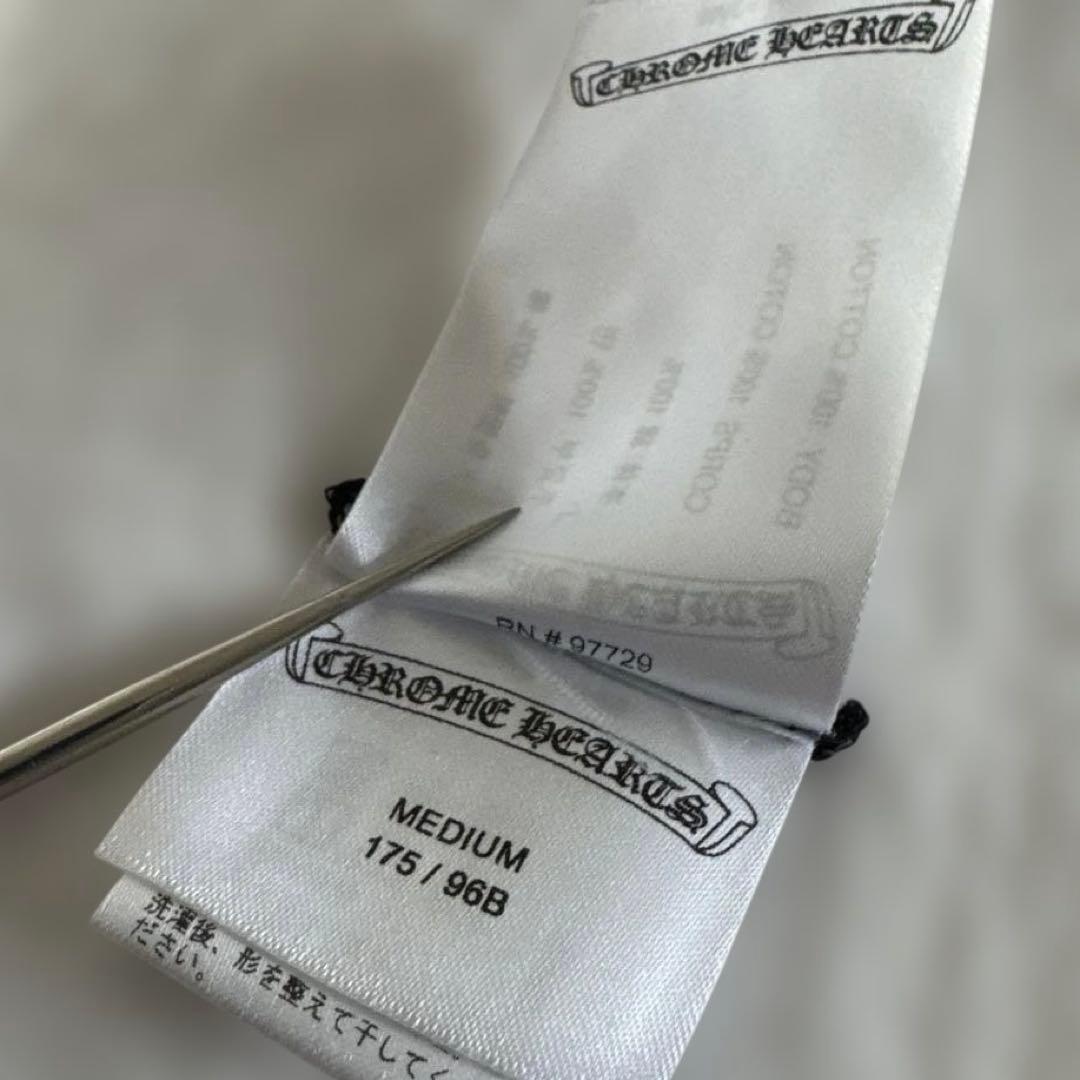 CHROME HEARTS
BODY 100% COTTON
CORPS 100% COTTON
RN # 97729
CHROME HEARTS
MEDIUM
175 / 96B
洗濯後、形を整えて干してく
ださい。